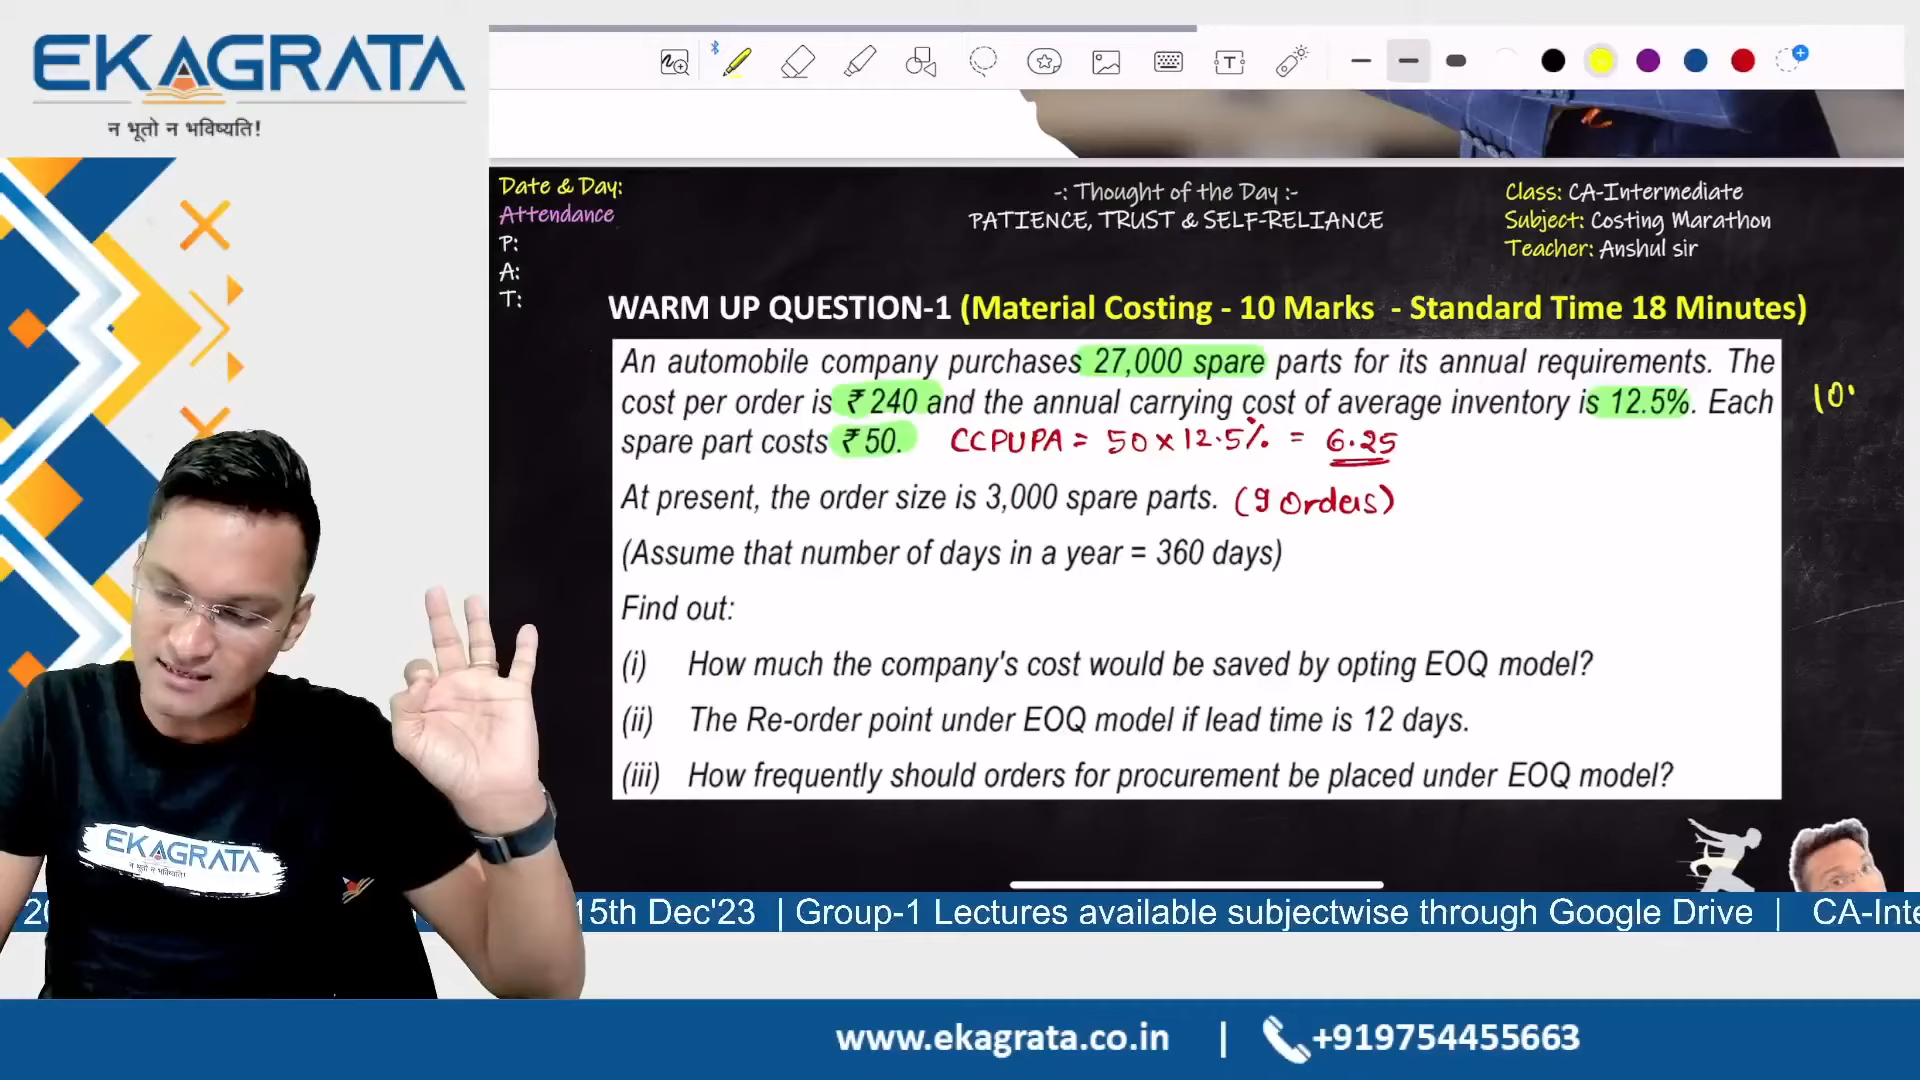 EKAGRATA
न भूतो न भविष्यति!
Date & Day:
Attendance
P:
A:
T:
-: Thought of the Day :-
PATIENCE, TRUST & SELF-RELIANCE
Class: CA-Intermediate
Subject: Costing Marathon
Teacher: Anshul sir
WARM UP QUESTION-1 (Material Costing - 10 Marks - Standard Time 18 Minutes)
An automobile company purchases 27,000 spare parts for its annual requirements. The
cost per order is ₹ 240 and the annual carrying cost of average inventory is 12.5%. Each
10
spare part costs ₹ 50. CCPUPA = 50 × 12.5% = 6.25
At present, the order size is 3,000 spare parts. (9 Orders)
(Assume that number of days in a year = 360 days)
Find out:
(i) How much the company's cost would be saved by opting EOQ model?
(ii) The Re-order point under EOQ model if lead time is 12 days.
(iii) How frequently should orders for procurement be placed under EOQ model?
EKAGRATA
न भूतो न भविष्यति!
20 15th Dec'23 | Group-1 Lectures available subjectwise through Google Drive | CA-Inte
www.ekagrata.co.in | +919754455663